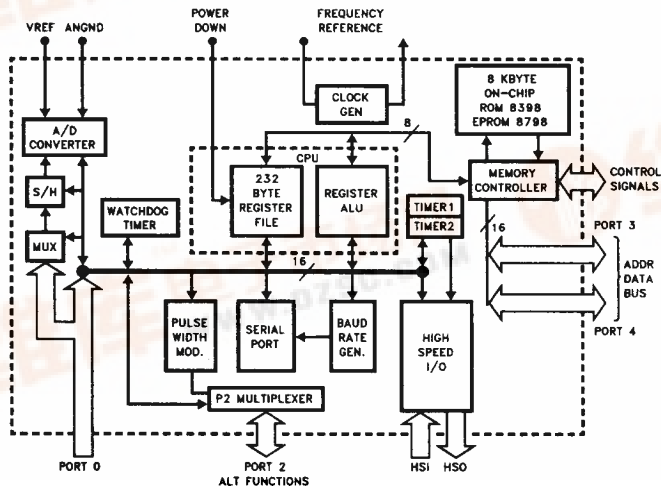 VREF ANGND
POWER
DOWN
FREQUENCY
REFERENCE
CLOCK
GEN
8 KBYTE
ON-CHIP
ROM 8398
EPROM 8798
A/D
CONVERTER
8
CPU
S/H
232
BYTE
REGISTER
FILE
REGISTER
ALU
MEMORY
CONTROLLER
CONTROL
SIGNALS
WATCHDOG
TIMER
TIMER1
TIMER2
MUX
16
PORT 3
16
ADDR
DATA
BUS
PORT 4
PULSE
WIDTH
MOD.
SERIAL
PORT
BAUD
RATE
GEN.
HIGH
SPEED
I/O
P2 MULTIPLEXER
PORT 0
PORT 2
ALT FUNCTIONS
HSI HSO